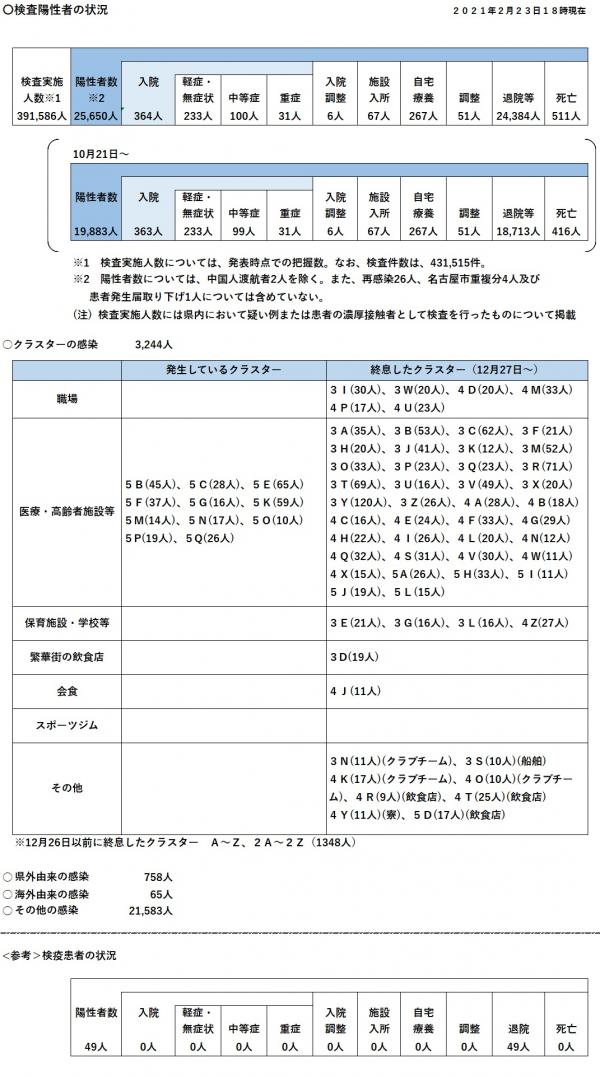 〇検査陽性者の状況
２０２１年２月２３日１８時現在
検査実施人数※1 陽性者数※2 入院 軽症・無症状 中等症 重症 入院調整 施設入所 自宅療養 調整 退院等 死亡
391,586人 25,650人 364人 233人 100人 31人 6人 67人 267人 51人 24,384人 511人
10月21日～
陽性者数 入院 軽症・無症状 中等症 重症 入院調整 施設入所 自宅療養 調整 退院等 死亡
19,883人 363人 233人 99人 31人 6人 67人 267人 51人 18,713人 416人
※1 検査実施人数については、発表時点での把握数。なお、検査件数は、431,515件。
※2 陽性者数については、中国人渡航者2人を除く。また、再感染26人、名古屋市重複分4人及び
患者発生届取り下げ1人については含めていない。
（注）検査実施人数には県内において疑い例または患者の濃厚接触者として検査を行ったものについて掲載
〇クラスターの感染 3,244人
発生しているクラスター 終息したクラスター（12月27日～）
職場
３Ｉ(30人)、３Ｗ(20人)、４Ｄ(20人)、４Ｍ(33人)
４Ｐ(17人)、４Ｕ(23人)
医療・高齢者施設等
５Ｂ(45人)、５Ｃ(28人)、５Ｅ(65人)
５Ｆ(37人)、５Ｇ(16人)、５Ｋ(59人)
５Ｍ(14人)、５Ｎ(17人)、５Ｏ(10人)
５Ｐ(19人)、５Ｑ(26人)
３Ａ(35人)、３Ｂ(53人)、３Ｃ(62人)、３Ｆ(21人)
３Ｈ(20人)、３Ｊ(41人)、３Ｋ(12人)、３Ｍ(52人)
３Ｏ(33人)、３Ｐ(23人)、３Ｑ(23人)、３Ｒ(71人)
３Ｔ(69人)、３Ｕ(16人)、３Ｖ(49人)、３Ｘ(20人)
３Ｙ(120人)、３Ｚ(26人)、４Ａ(28人)、４Ｂ(18人)
４Ｃ(16人)、４Ｅ(24人)、４Ｆ(33人)、４Ｇ(29人)
４Ｈ(22人)、４Ｉ(26人)、４Ｌ(20人)、４Ｎ(12人)
４Ｑ(32人)、４Ｓ(31人)、４Ｖ(30人)、４Ｗ(11人)
４Ｘ(15人)、５Ａ(26人)、５Ｈ(33人)、５Ｉ(11人)
５Ｊ(19人)、５Ｌ(15人)
保育施設・学校等
３Ｅ(21人)、３Ｇ(16人)、３Ｌ(16人)、４Ｚ(27人)
繁華街の飲食店
３Ｄ(19人)
会食
４Ｊ(11人)
スポーツジム
その他
３Ｎ(11人)(クラブチーム)、３Ｓ(10人)(船舶)
４Ｋ(17人)(クラブチーム)、４Ｏ(10人)(クラブチー
ム)、４Ｒ(9人)(飲食店)、４Ｔ(25人)(飲食店)
４Ｙ(11人)(寮)、５Ｄ(17人)(飲食店)
※12月26日以前に終息したクラスター Ａ～Ｚ、２Ａ～２Ｚ（1348人）
〇県外由来の感染 758人
〇海外由来の感染 65人
〇その他の感染 21,583人
＜参考＞検疫患者の状況
陽性者数 入院 軽症・無症状 中等症 重症 入院調整 施設入所 自宅療養 調整 退院 死亡
49人 0人 0人 0人 0人 0人 0人 0人 0人 49人 0人